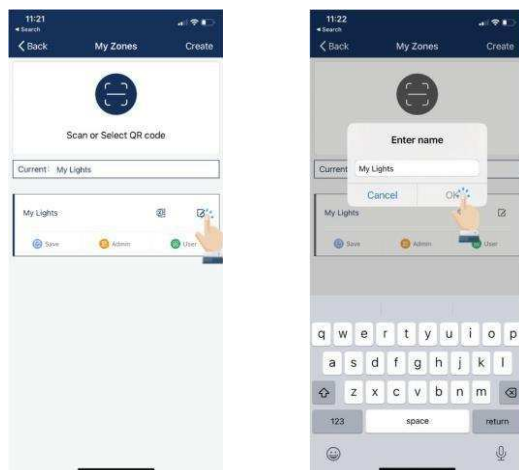 11:21
Search
Back My Zones Create
Scan or Select QR code
Current: My Lights
My Lights
Save Admin User
11:22
Search
Back My Zones Create
Enter name
Current
My Lights
Cancel OK
My Lights
Save Admin User
q w e r t y u i o p
a s d f g h j k l
z x c v b n m
123 space return